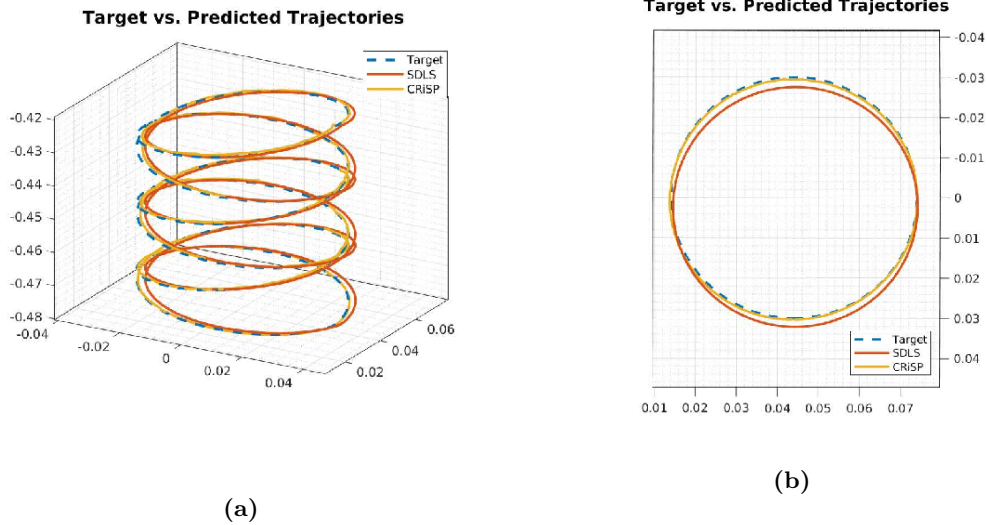 Target vs. Predicted Trajectories
Target
SDLS
CRiSP
-0.42
-0.43
-0.44
-0.45
-0.46
-0.47
-0.48
-0.04
-0.02
0
0.02
0.04
0.02
0.04
0.06
(a)
Target vs. Predicted Trajectories
-0.04
-0.03
-0.02
-0.01
0
0.01
0.02
0.03
0.04
Target
SDLS
CRiSP
0.01 0.02 0.03 0.04 0.05 0.06 0.07
(b)